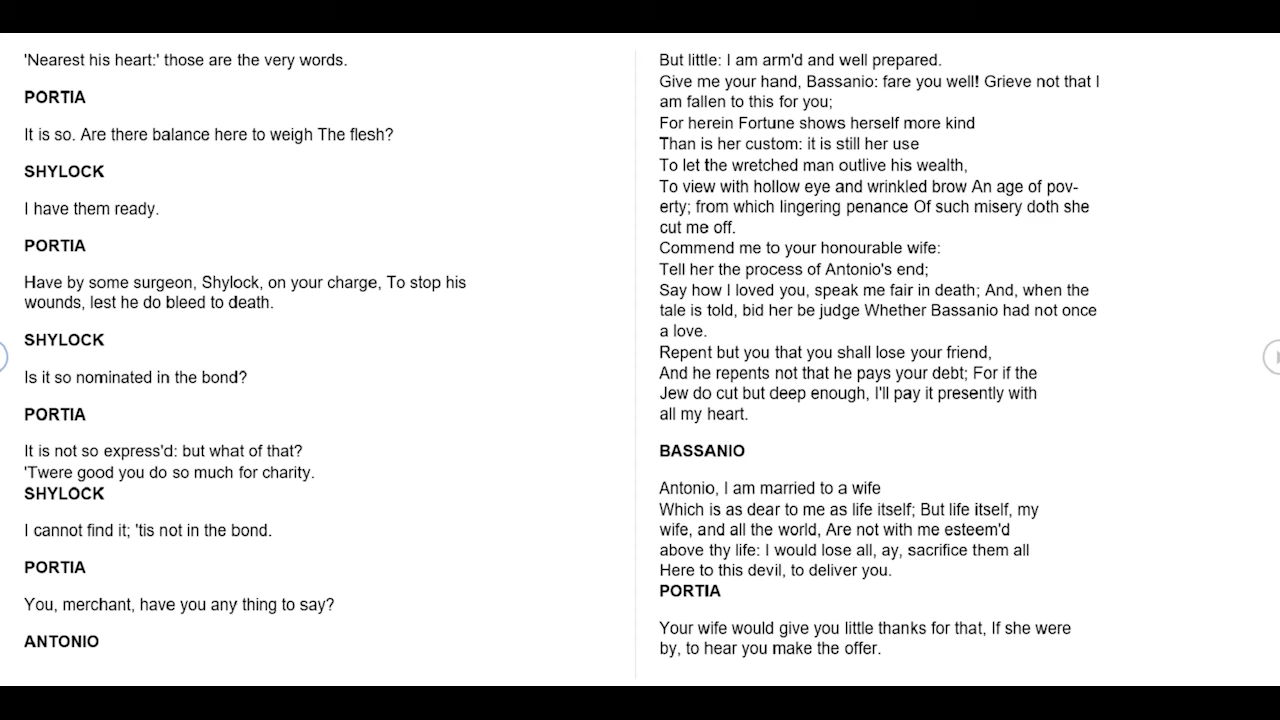 'Nearest his heart:' those are the very words.
PORTIA
It is so. Are there balance here to weigh The flesh?
SHYLOCK
I have them ready.
PORTIA
Have by some surgeon, Shylock, on your charge, To stop his
wounds, lest he do bleed to death.
SHYLOCK
Is it so nominated in the bond?
PORTIA
It is not so express'd: but what of that?
'Twere good you do so much for charity.
SHYLOCK
I cannot find it; 'tis not in the bond.
PORTIA
You, merchant, have you any thing to say?
ANTONIO
But little: I am arm'd and well prepared.
Give me your hand, Bassanio: fare you well! Grieve not that I
am fallen to this for you;
For herein Fortune shows herself more kind
Than is her custom: it is still her use
To let the wretched man outlive his wealth,
To view with hollow eye and wrinkled brow An age of pov-
erty; from which lingering penance Of such misery doth she
cut me off.
Commend me to your honourable wife:
Tell her the process of Antonio's end;
Say how I loved you, speak me fair in death; And, when the
tale is told, bid her be judge Whether Bassanio had not once
a love.
Repent but you that you shall lose your friend,
And he repents not that he pays your debt; For if the
Jew do cut but deep enough, I'll pay it presently with
all my heart.
BASSANIO
Antonio, I am married to a wife
Which is as dear to me as life itself; But life itself, my
wife, and all the world, Are not with me esteem'd
above thy life: I would lose all, ay, sacrifice them all
Here to this devil, to deliver you.
PORTIA
Your wife would give you little thanks for that, If she were
by, to hear you make the offer.